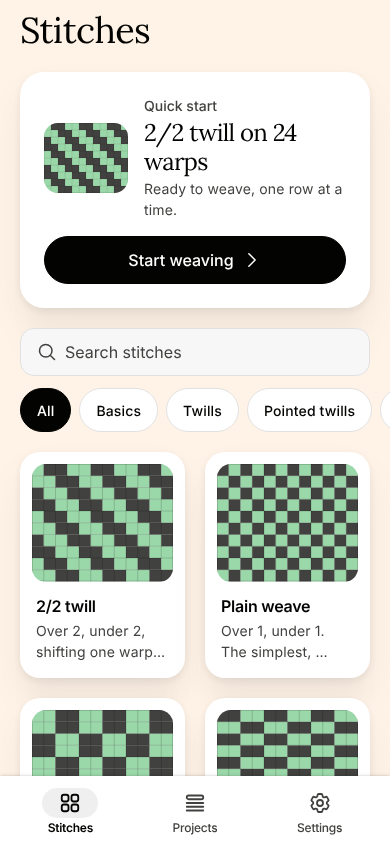 Stitches
Quick start
2/2 twill on 24
warps
Ready to weave, one row at a
time.
Start weaving
Search stitches
All
Basics
Twills
Pointed twills
2/2 twill
Over 2, under 2,
shifting one warp...
Plain weave
Over 1, under 1.
The simplest, ...
Stitches
Projects
Settings